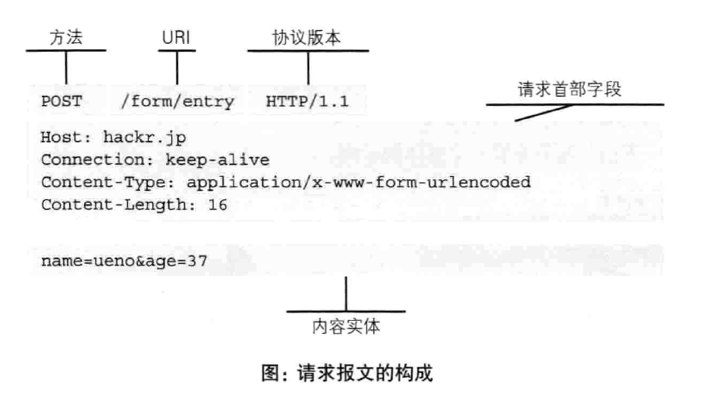 方法 URI 协议版本
请求首部字段
POST /form/entry HTTP/1.1
Host: hackr.jp
Connection: keep-alive
Content-Type: application/x-www-form-urlencoded
Content-Length: 16
name=ueno&age=37
内容实体
图：请求报文的构成